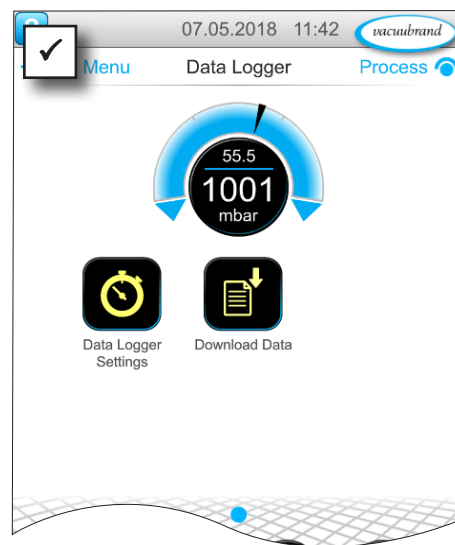 07.05.2018 11:42 vacuubrand
Menu Data Logger Process
55.5
1001
mbar
Data Logger
Settings
Download Data